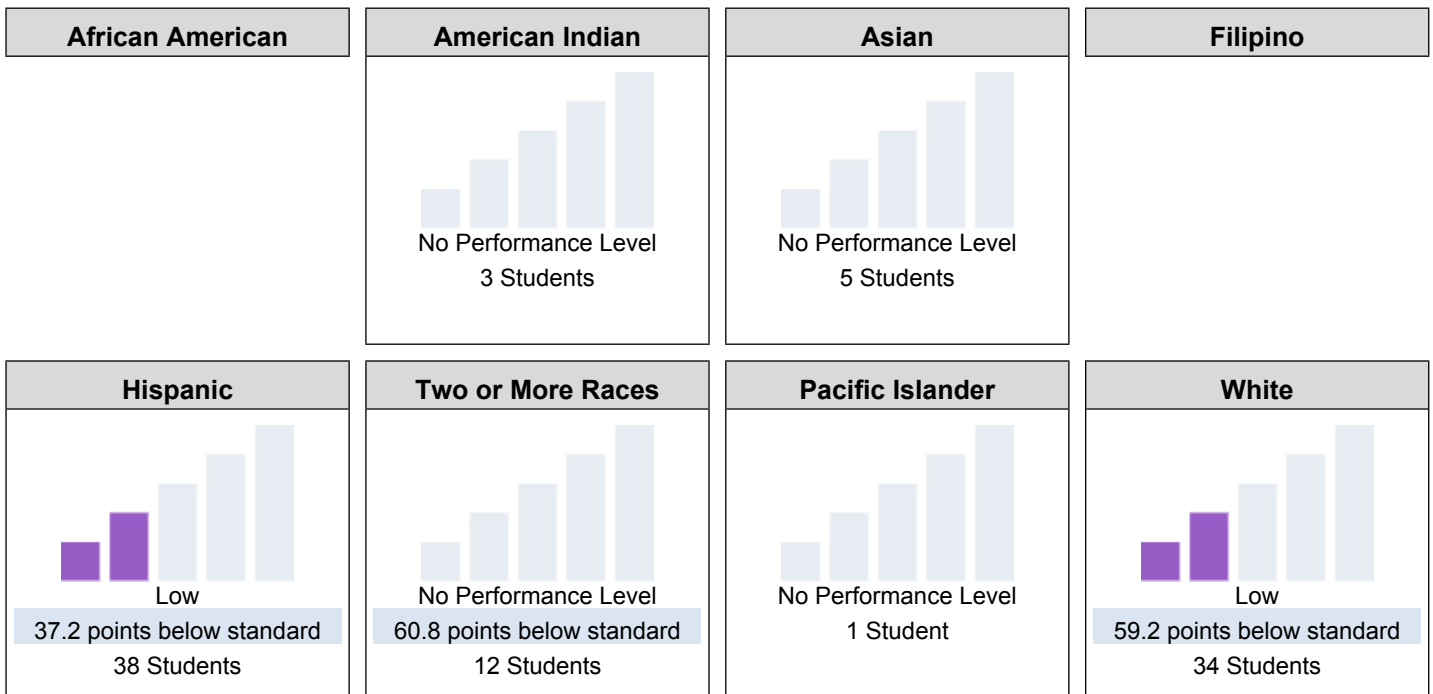 African American
American Indian
Asian
Filipino
No Performance Level
3 Students
No Performance Level
5 Students
Hispanic
Two or More Races
Pacific Islander
White
Low
37.2 points below standard
38 Students
No Performance Level
60.8 points below standard
12 Students
No Performance Level
1 Student
Low
59.2 points below standard
34 Students